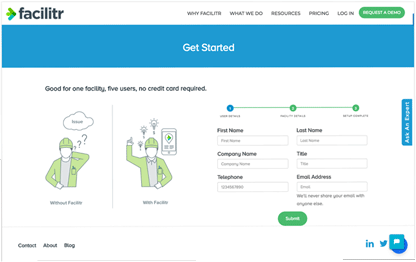 facilitr
WHY FACILITR WHAT WE DO RESOURCES PRICING LOG IN REQUEST A DEMO
Get Started
Good for one facility, five users, no credit card required.
Issue
? ? ?
Without Facilitr
With Facilitr
1 2 3
USER DETAILS FACILITY DETAILS SETUP COMPLETE
First Name Last Name
First Name Last Name
Company Name Title
Company Name Title
Telephone Email Address
1234567890 Email
We'll never share your email with
anyone else.
Submit
Ask An Expert
Contact About Blog
in